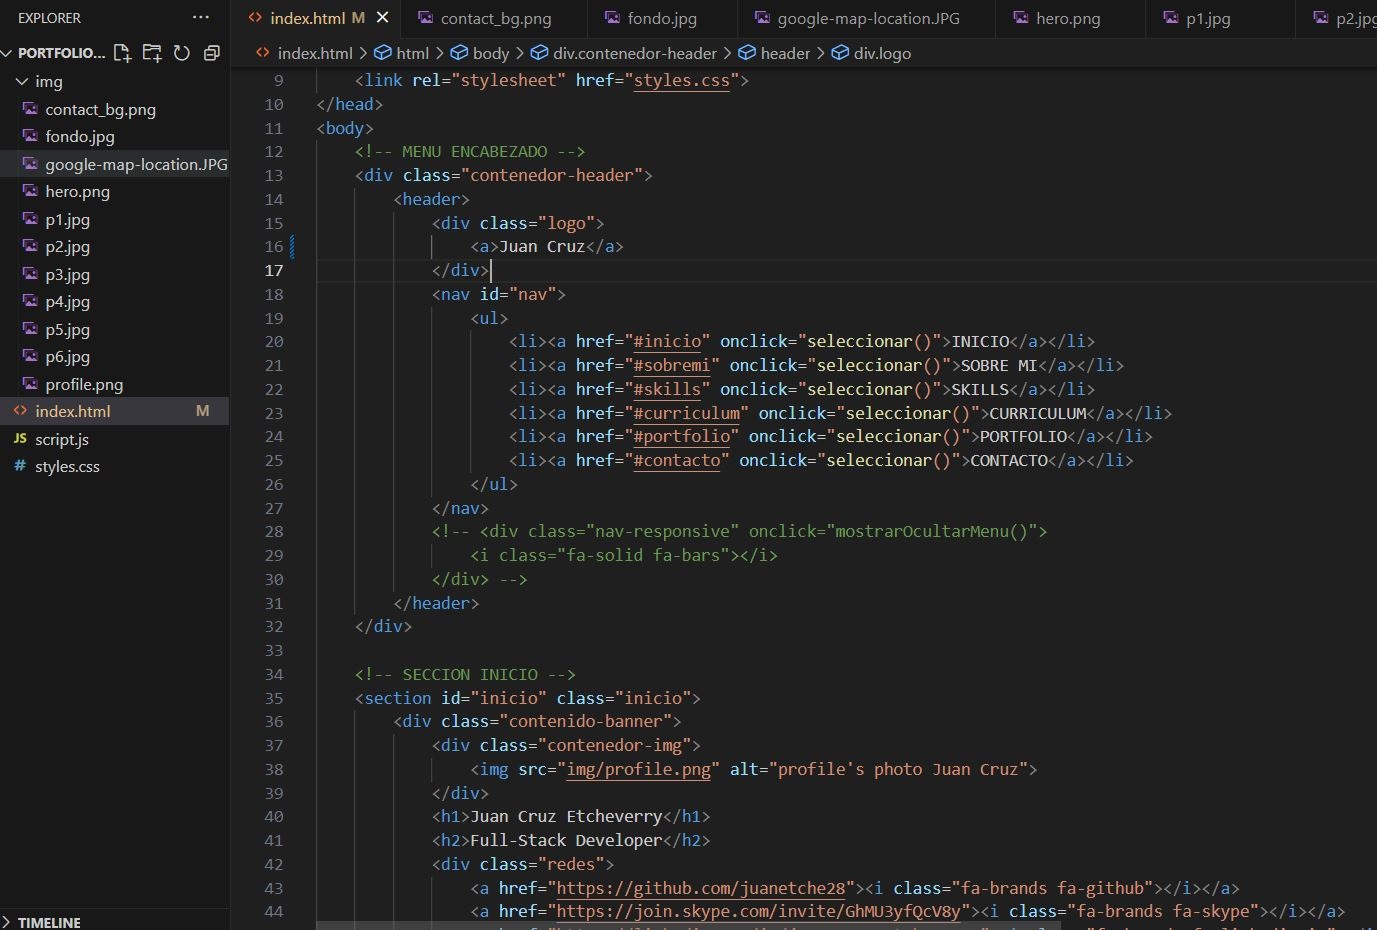 EXPLORER ···
PORTFOLIO...
img
contact_bg.png
fondo.jpg
google-map-location.JPG
hero.png
p1.jpg
p2.jpg
p3.jpg
p4.jpg
p5.jpg
p6.jpg
profile.png
index.html M
JS script.js
# styles.css
TIMELINE
index.html M contact_bg.png fondo.jpg google-map-location.JPG hero.png p1.jpg p2.jpg
index.html > html > body > div.contenedor-header > header > div.logo
9 <link rel="stylesheet" href="styles.css">
10 </head>
11 <body>
12 <!-- MENU ENCABEZADO -->
13 <div class="contenedor-header">
14 <header>
15 <div class="logo">
16 <a>Juan Cruz</a>
17 </div>
18 <nav id="nav">
19 <ul>
20 <li><a href="#inicio" onclick="seleccionar()">INICIO</a></li>
21 <li><a href="#sobremi" onclick="seleccionar()">SOBRE MI</a></li>
22 <li><a href="#skills" onclick="seleccionar()">SKILLS</a></li>
23 <li><a href="#curriculum" onclick="seleccionar()">CURRICULUM</a></li>
24 <li><a href="#portfolio" onclick="seleccionar()">PORTFOLIO</a></li>
25 <li><a href="#contacto" onclick="seleccionar()">CONTACTO</a></li>
26 </ul>
27 </nav>
28 <!-- <div class="nav-responsive" onclick="mostrarOcultarMenu()">
29 <i class="fa-solid fa-bars"></i>
30 </div> -->
31 </header>
32 </div>
33
34 <!-- SECCION INICIO -->
35 <section id="inicio" class="inicio">
36 <div class="contenido-banner">
37 <div class="contenedor-img">
38 <img src="img/profile.png" alt="profile's photo Juan Cruz">
39 </div>
40 <h1>Juan Cruz Etcheverry</h1>
41 <h2>Full-Stack Developer</h2>
42 <div class="redes">
43 <a href="https://github.com/juanetche28"><i class="fa-brands fa-github"></i></a>
44 <a href="https://join.skype.com/invite/GhMU3yfQcV8y"><i class="fa-brands fa-skype"></i></a>